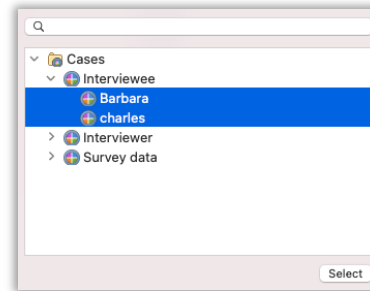 Cases
Interviewee
Barbara
charles
Interviewer
Survey data
Select